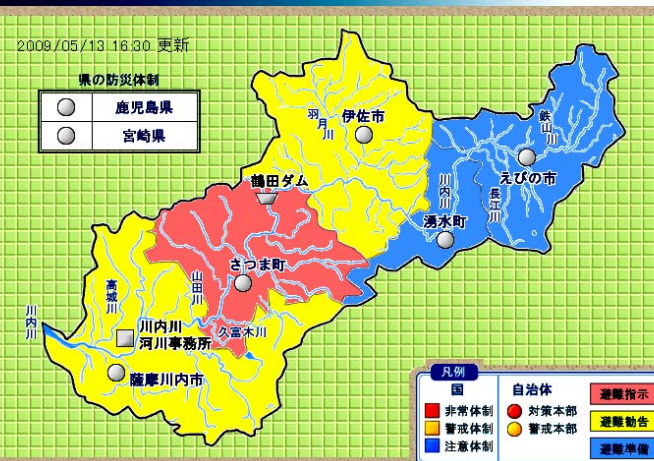 2009/05/13 16:30 更新
県の防災体制
鹿児島県
宮崎県
羽月川
伊佐市
鉄山川
えびの市
鶴田ダム
川内川
長江川
湧水町
さつま町
山田川
高城川
川内川
川内川
河川事務所
久富木川
薩摩川内市
凡例
国
自治体
避難指示
非常体制
対策本部
警戒体制
警戒本部
避難勧告
注意体制
避難準備